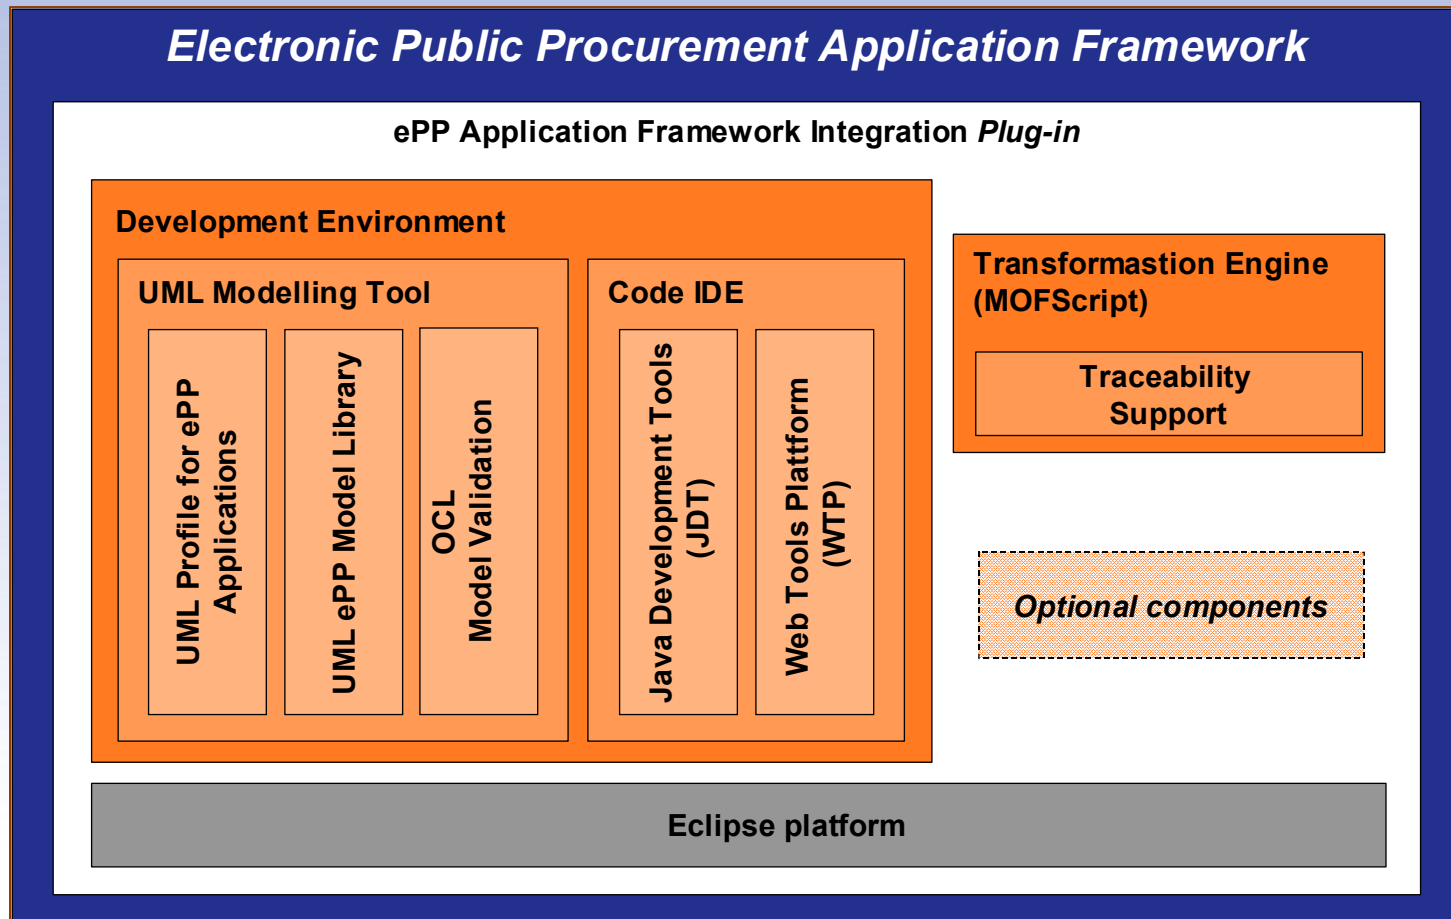 Electronic Public Procurement Application Framework
ePP Application Framework Integration Plug-in
Development Environment
UML Modelling Tool
UML Profile for ePP
Applications
UML ePP Model Library
OCL
Model Validation
Code IDE
Java Development Tools
(JDT)
Web Tools Plattform
(WTP)
Transformastion Engine
(MOFScript)
Traceability
Support
Optional components
Eclipse platform